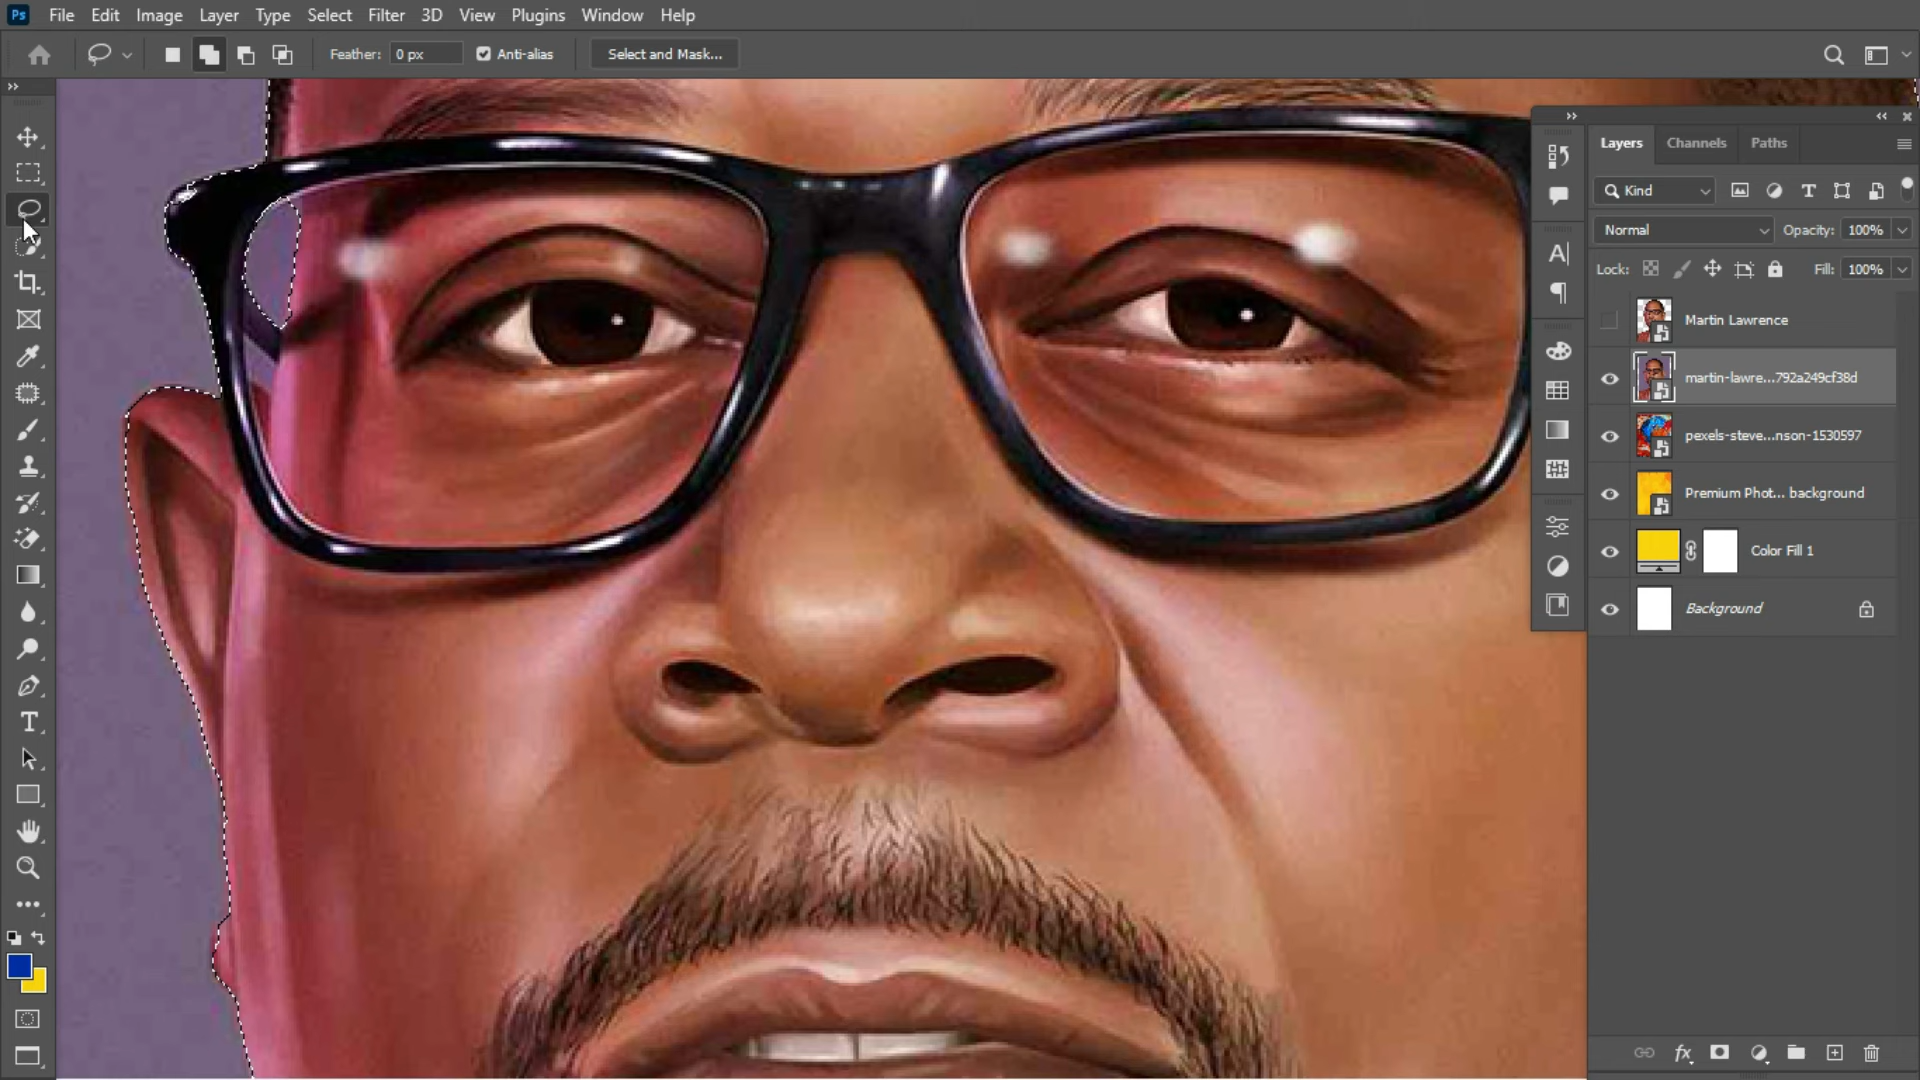 Ps File Edit Image Layer Type Select Filter 3D View Plugins Window Help
Feather: 0 px Anti-alias Select and Mask...
Layers Channels Paths
Kind
Normal Opacity: 100%
Lock: Fill: 100%
Martin Lawrence
martin-lawre...792a249cf38d
pexels-steve...nson-1530597
Premium Phot... background
Color Fill 1
Background